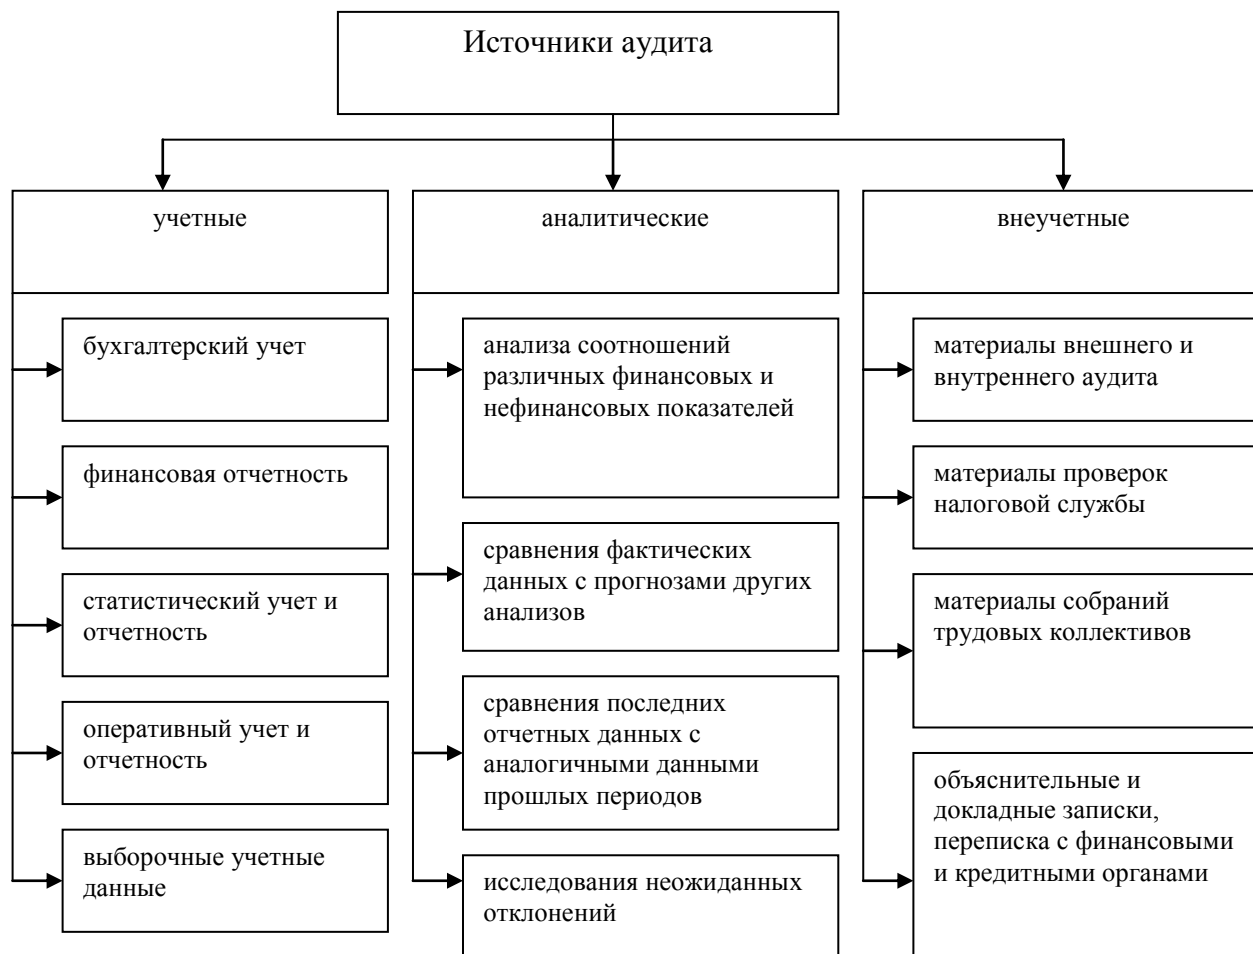 Источники аудита
учетные
аналитические
внеучетные
бухгалтерский учет
финансовая отчетность
статистический учет и
отчетность
оперативный учет и
отчетность
выборочные учетные
данные
анализа соотношений
различных финансовых и
нефинансовых показателей
сравнения фактических
данных с прогнозами других
анализов
сравнения последних
отчетных данных с
аналогичными данными
прошлых периодов
исследования неожиданных
отклонений
материалы внешнего и
внутреннего аудита
материалы проверок
налоговой службы
материалы собраний
трудовых коллективов
объяснительные и
докладные записки,
переписка с финансовыми
и кредитными органами